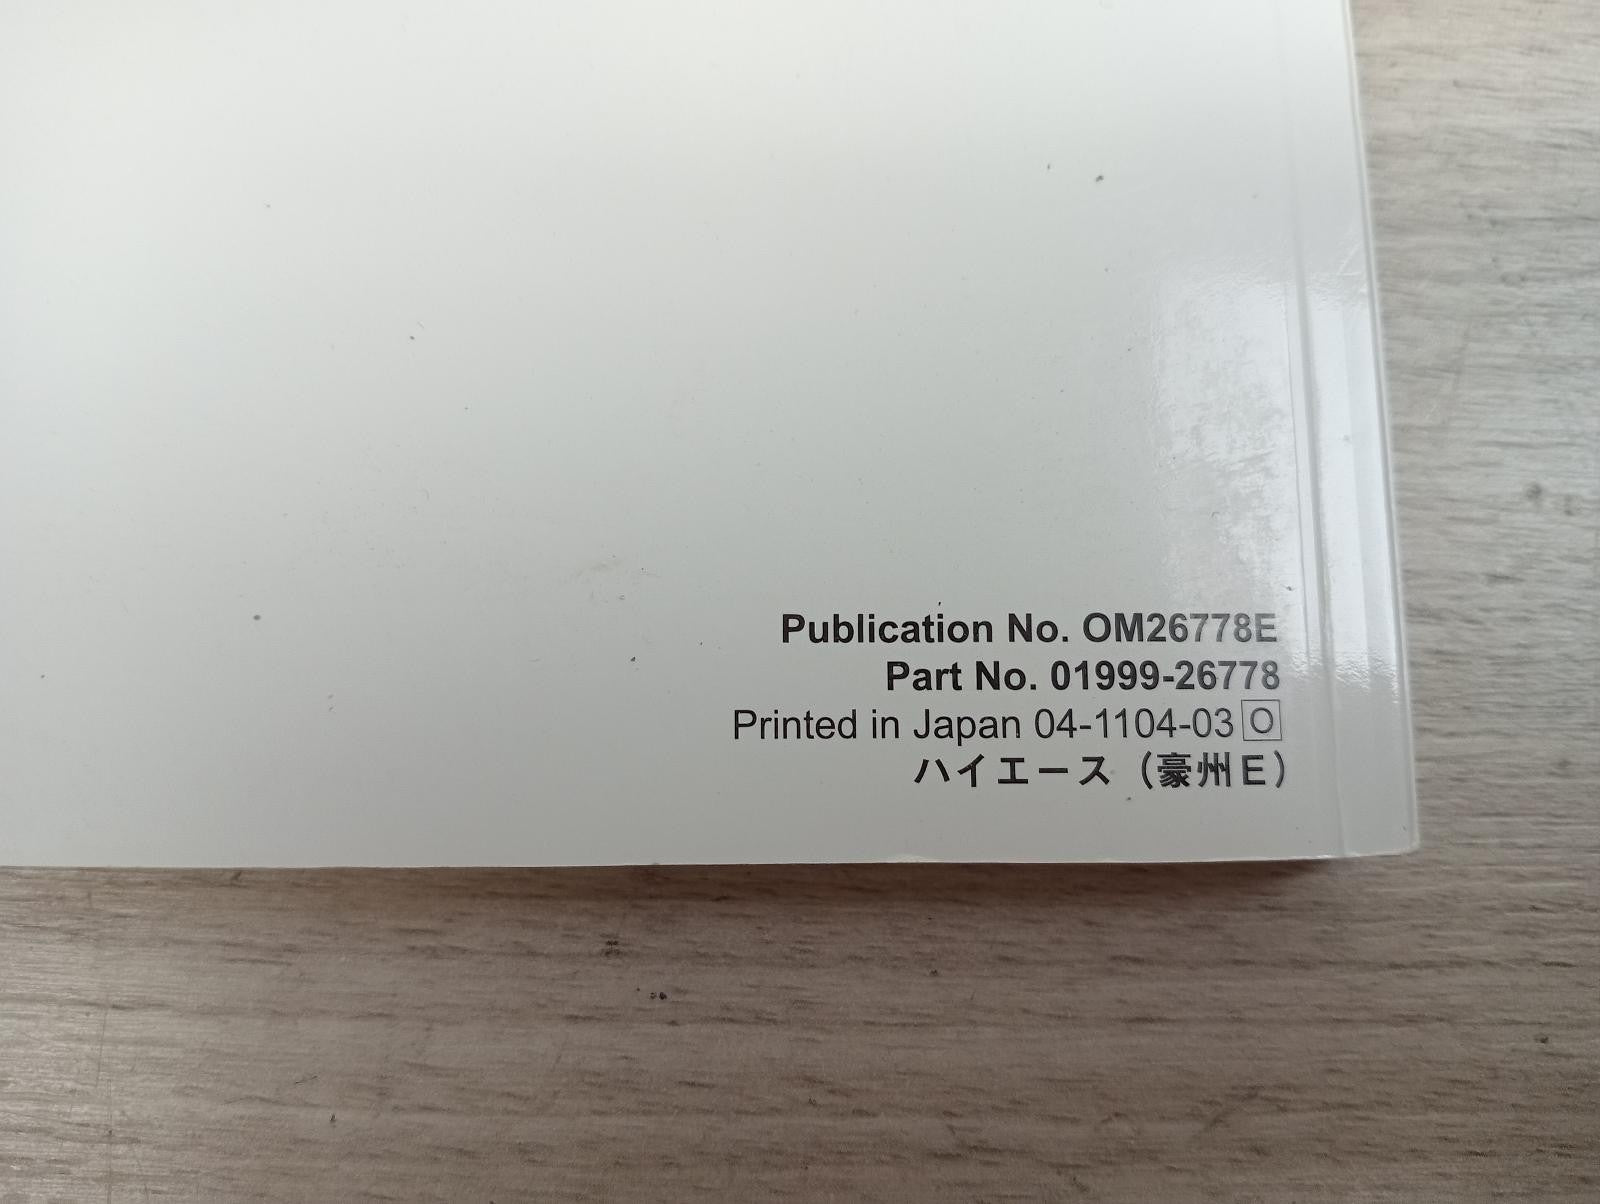 Publication No. OM26778E
Part No. 01999-26778
Printed in Japan 04-1104-03 O
ハイエース（豪州E）